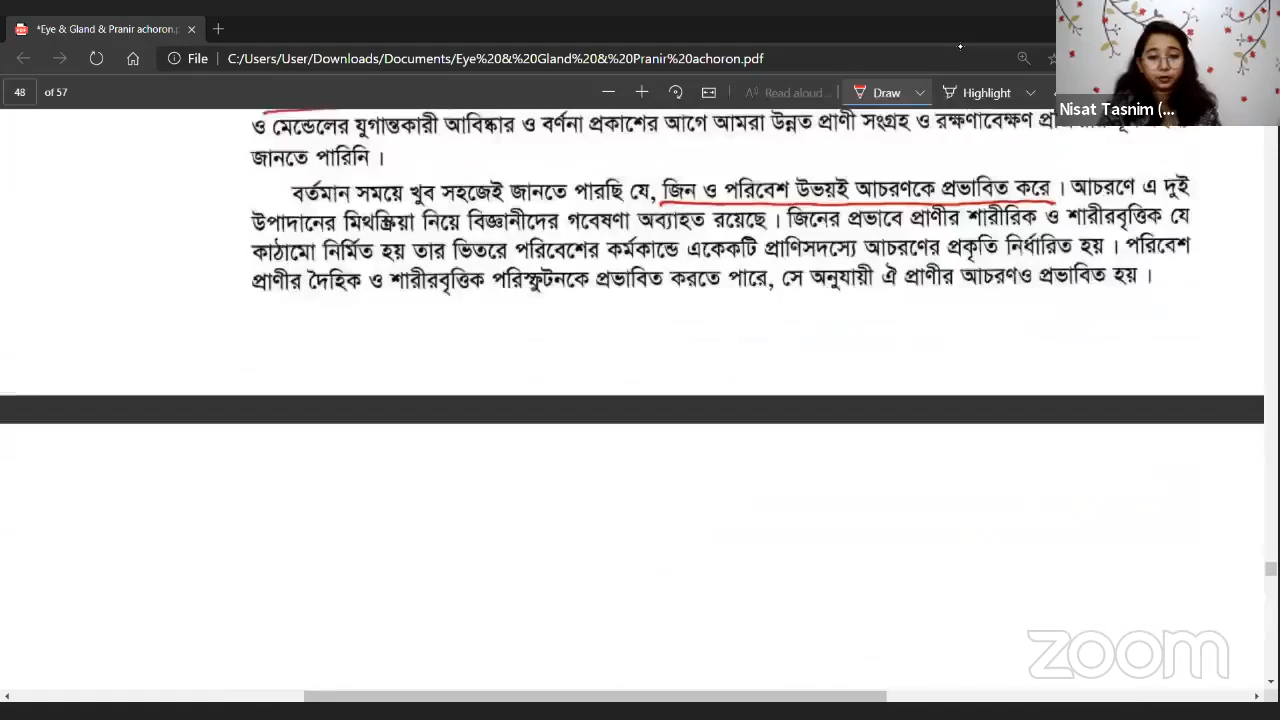 *Eye & Gland & Pranir achoron.p
File C:/Users/User/Downloads/Documents/Eye%20&%20Gland%20&%20Pranir%20achoron.pdf
48 of 57 Read aloud Draw Highlight
Nisat Tasnim (...
ও মেন্ডেলের যুগান্তকারী আবিষ্কার ও বর্ণনা প্রকাশের আগে আমরা উন্নত প্রাণী সংগ্রহ ও রক্ষণাবেক্ষণ
জানতে পারিনি ।
বর্তমান সময়ে খুব সহজেই জানতে পারছি যে, জিন ও পরিবেশ উভয়ই আচরণকে প্রভাবিত করে । আচরণে এ দুই
উপাদানের মিথস্ক্রিয়া নিয়ে বিজ্ঞানীদের গবেষণা অব্যাহত রয়েছে । জিনের প্রভাবে প্রাণীর শারীরিক ও শারীরবৃত্তিক যে
কাঠামো নির্মিত হয় তার ভিতরে পরিবেশের কর্মকান্ডে একেকটি প্রাণিসদস্যে আচরণের প্রকৃতি নির্ধারিত হয় । পরিবেশ
প্রাণীর দৈহিক ও শারীরবৃত্তিক পরিস্ফুটনকে প্রভাবিত করতে পারে, সে অনুযায়ী ঐ প্রাণীর আচরণও প্রভাবিত হয় ।
zoom